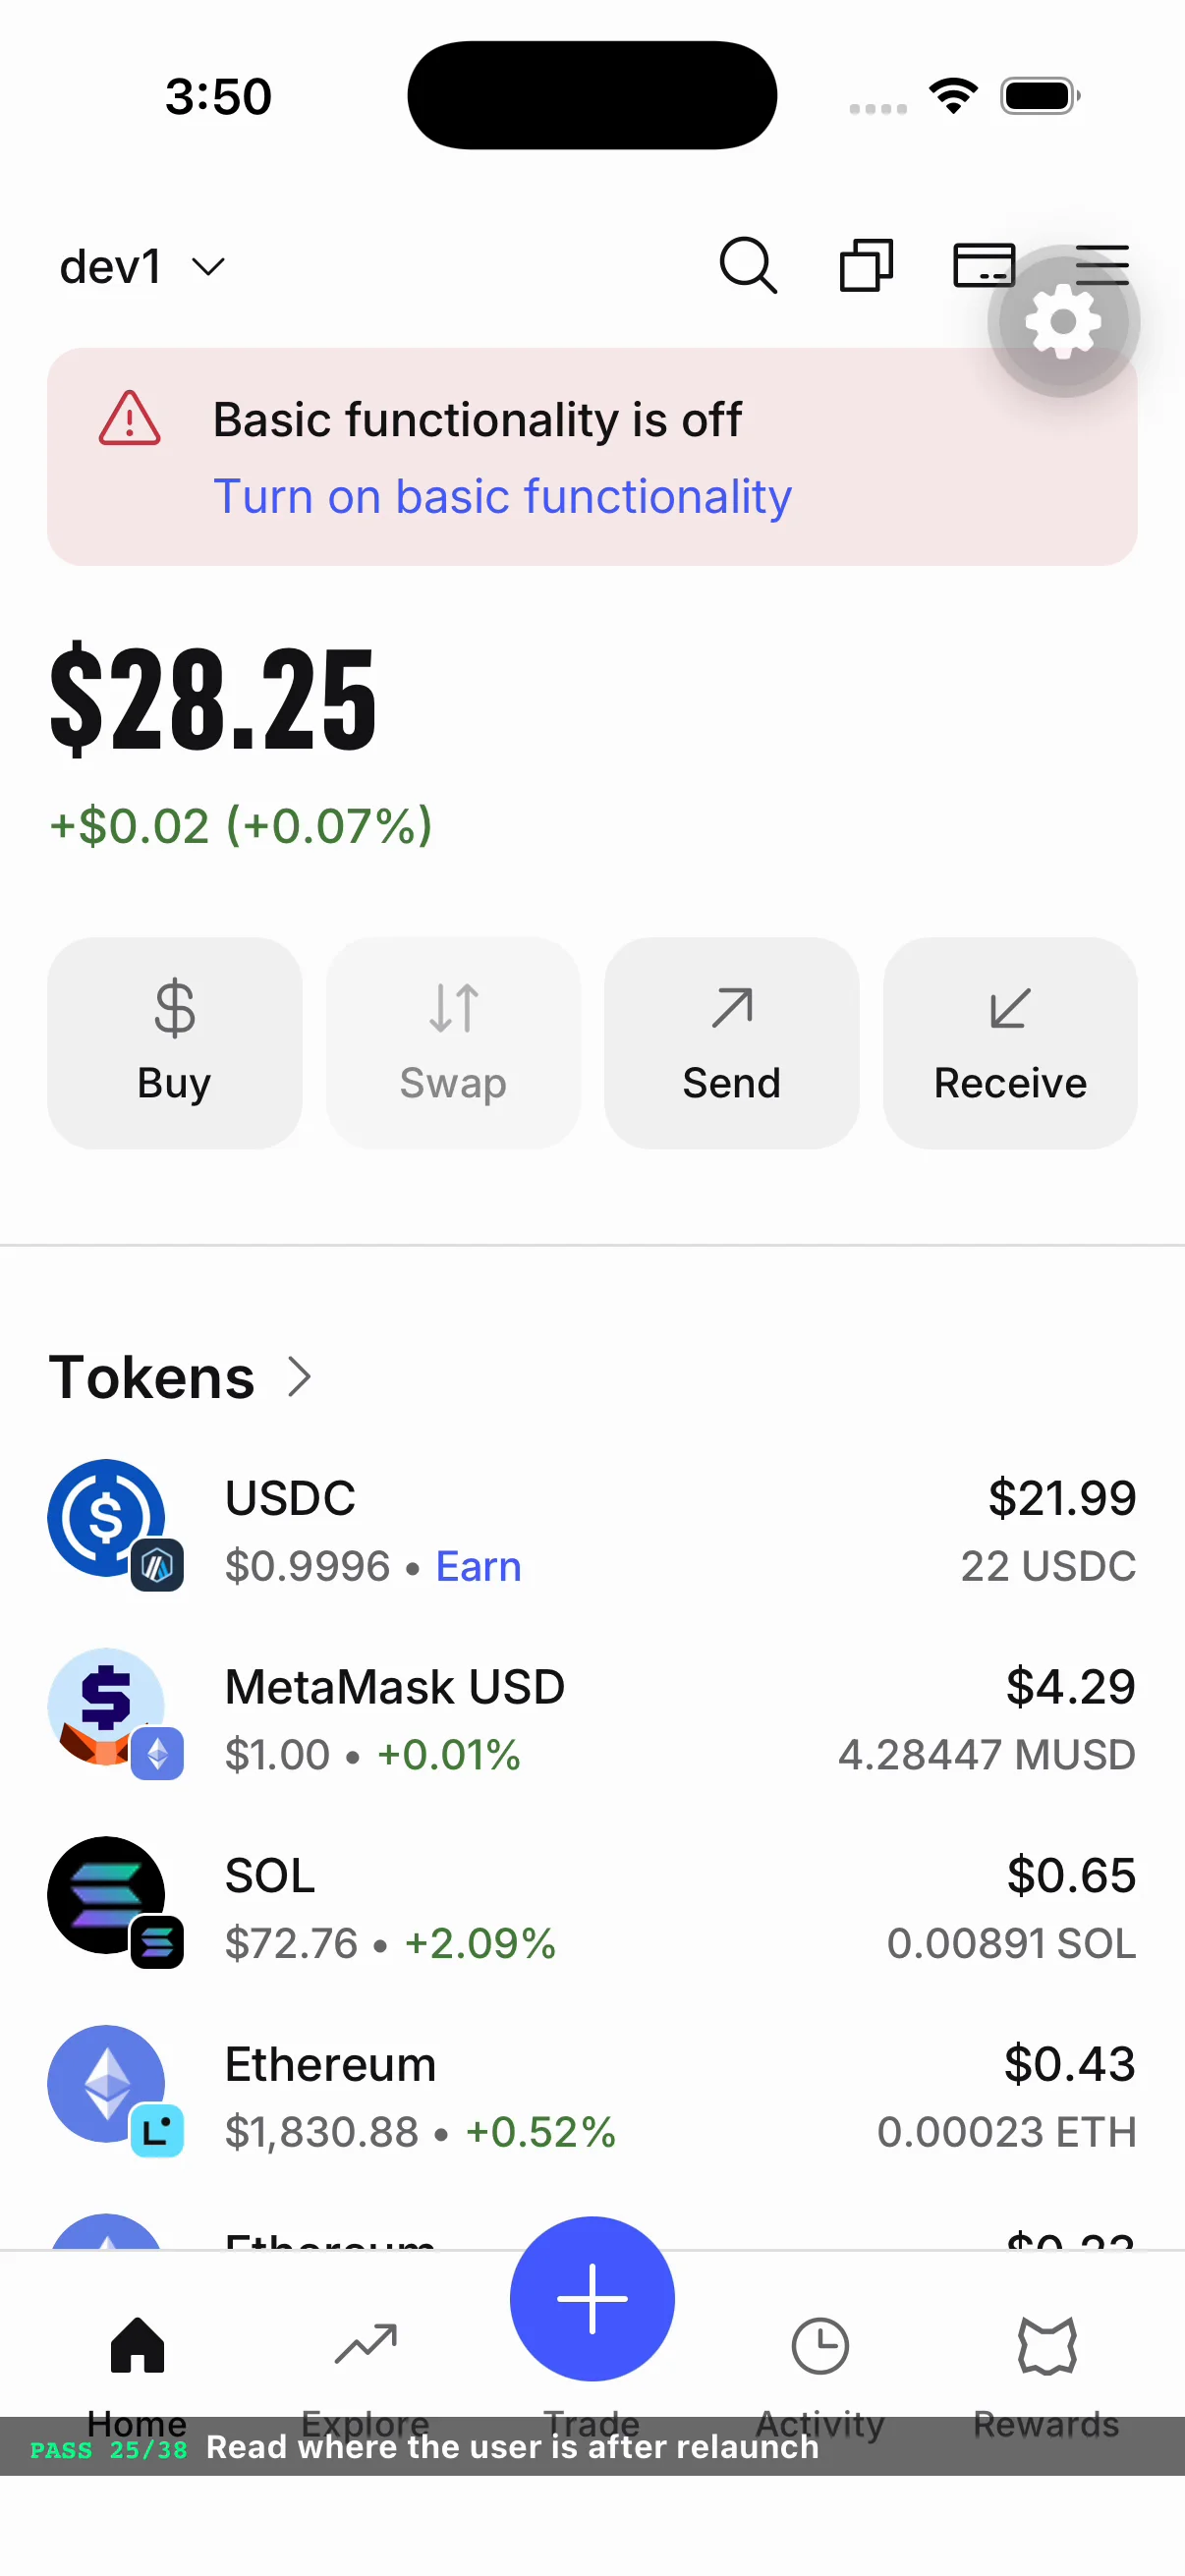 3:50
dev1
Basic functionality is off
Turn on basic functionality
$28.25
+$0.02 (+0.07%)
Buy
Swap
Send
Receive
Tokens
USDC
$21.99
$0.9996 • Earn
22 USDC
MetaMask USD
$4.29
$1.00 • +0.01%
4.28447 MUSD
SOL
$0.65
$72.76 • +2.09%
0.00891 SOL
Ethereum
$0.43
$1,830.88 • +0.52%
0.00023 ETH
Ethereum
Home
Explore
Trade
Activity
Rewards
PASS 25/38 Read where the user is after relaunch